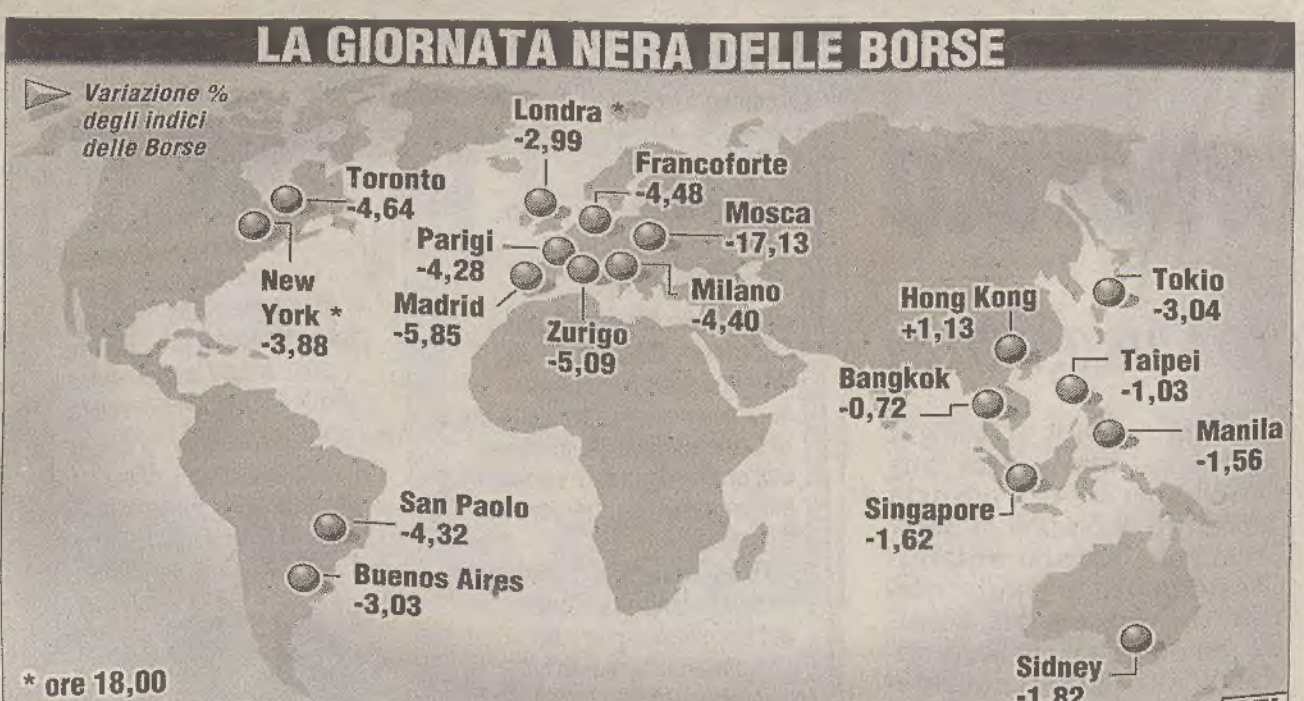 LA GIORNATA NERA DELLE BORSE
Variazione %
degli indici
delle Borse
Londra *
-2,99
Francoforte
-4,48
Toronto
-4,64
Mosca
-17,13
Parigi
-4,28
New
York *
-3,88
Madrid
-5,85
Zurigo
-5,09
Milano
-4,40
Hong Kong
+1,13
Tokio
-3,04
Bangkok
-0,72
Taipei
-1,03
Manila
-1,56
San Paolo
-4,32
Singapore
-1,62
Buenos Aires
-3,03
Sidney
-1,82
* ore 18,00